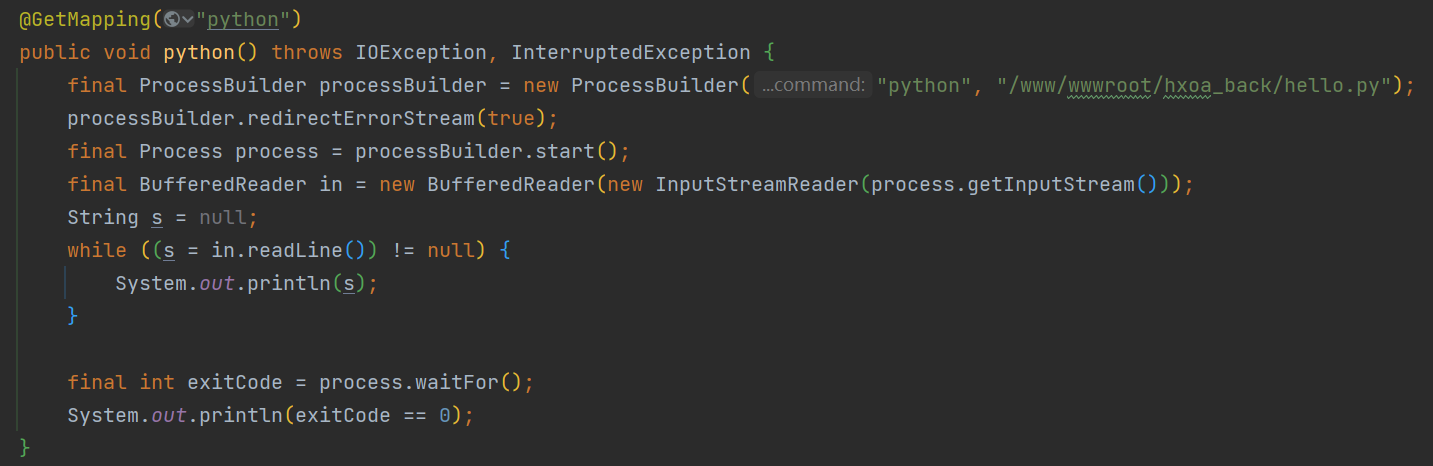 @GetMapping("python")
public void python() throws IOException, InterruptedException {
    final ProcessBuilder processBuilder = new ProcessBuilder( ...command: "python", "/www/wwwroot/hxoa_back/hello.py");
    processBuilder.redirectErrorStream(true);
    final Process process = processBuilder.start();
    final BufferedReader in = new BufferedReader(new InputStreamReader(process.getInputStream()));
    String s = null;
    while ((s = in.readLine()) != null) {
        System.out.println(s);
    }
    final int exitCode = process.waitFor();
    System.out.println(exitCode == 0);
}